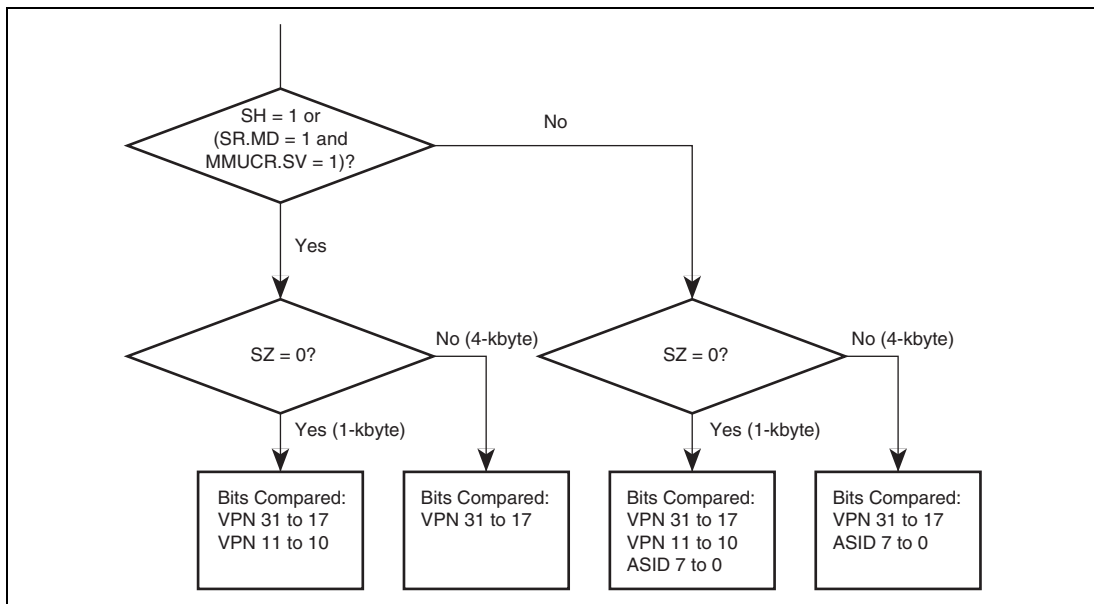 SH = 1 or
(SR.MD = 1 and
MMUCR.SV = 1)?
No
Yes
SZ = 0?
No (4-kbyte)
SZ = 0?
No (4-kbyte)
Yes (1-kbyte)
Yes (1-kbyte)
Bits Compared:
VPN 31 to 17
VPN 11 to 10
Bits Compared:
VPN 31 to 17
Bits Compared:
VPN 31 to 17
VPN 11 to 10
ASID 7 to 0
Bits Compared:
VPN 31 to 17
ASID 7 to 0